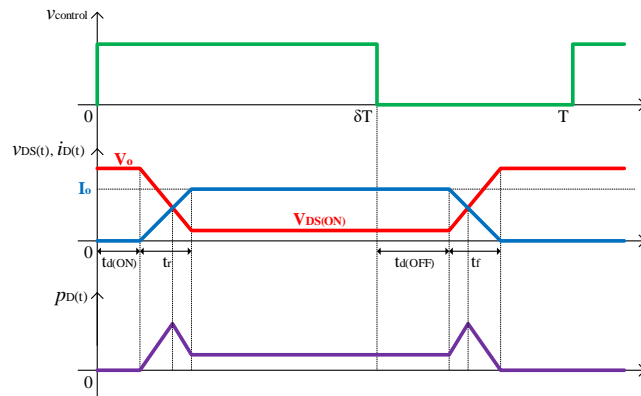 vcontrol
0
δT
T
vDS(t), iD(t)
Vo
Io
VDS(ON)
0
td(ON)
tr
td(OFF)
tf
pD(t)
0